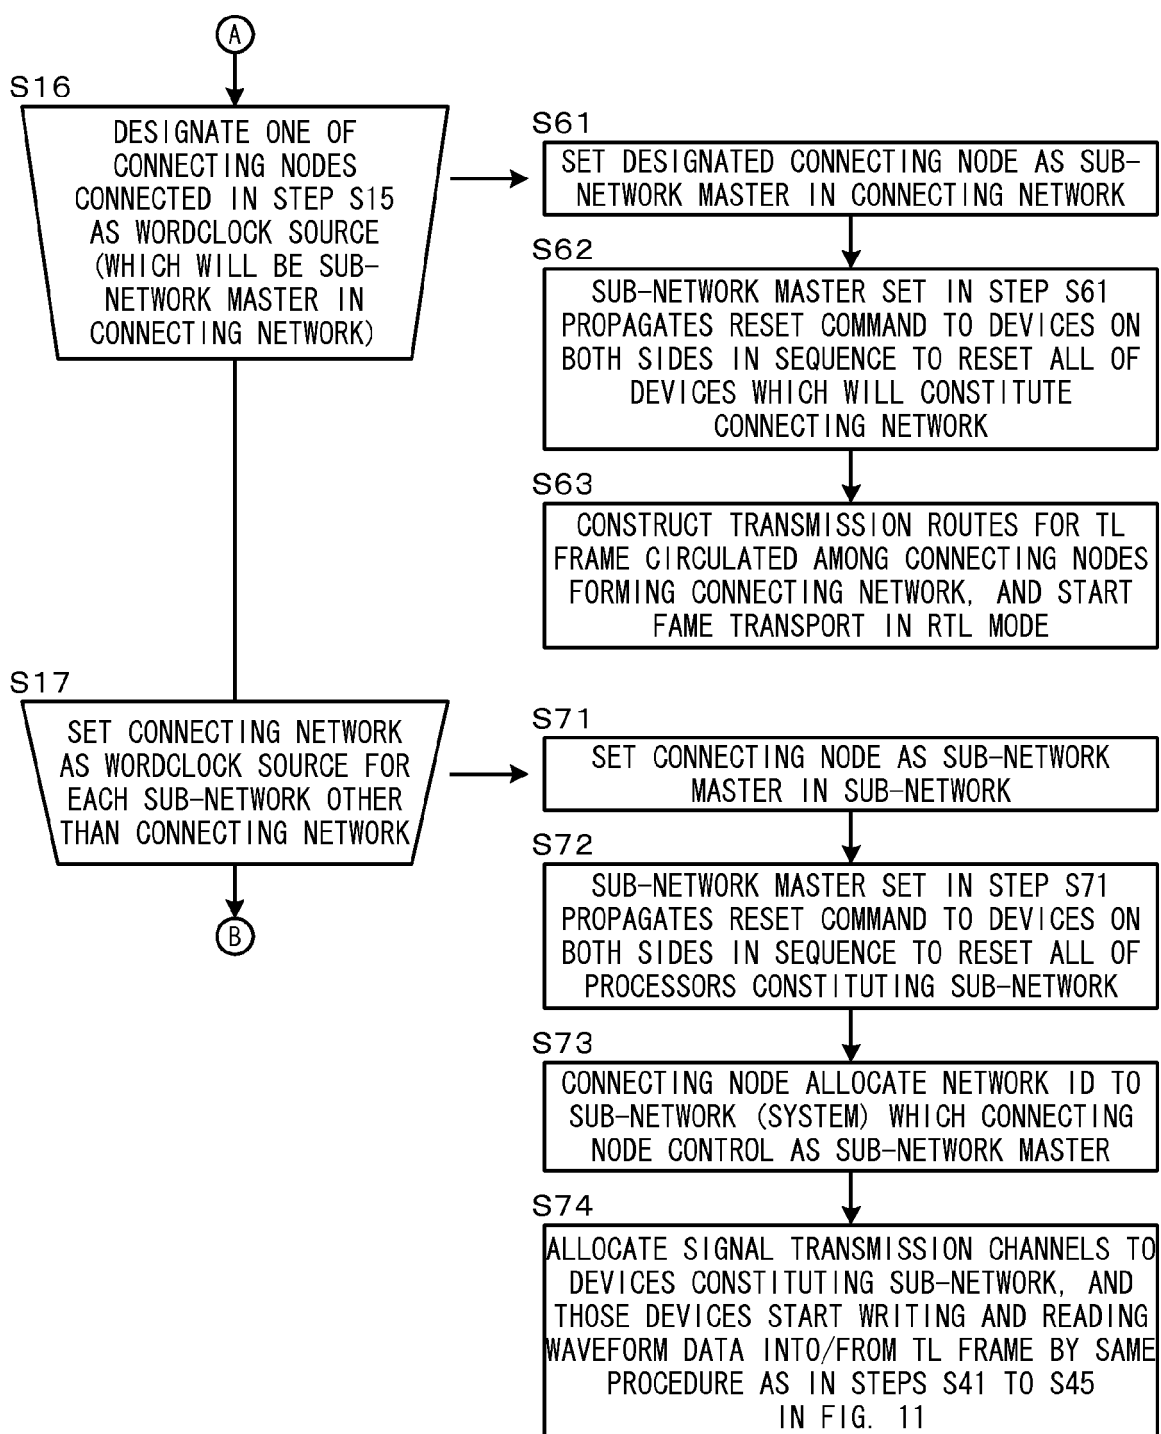 A
S16
DESIGNATE ONE OF
CONNECTING NODES
CONNECTED IN STEP S15
AS WORDCLOCK SOURCE
(WHICH WILL BE SUB-
NETWORK MASTER IN
CONNECTING NETWORK)
S61
SET DESIGNATED CONNECTING NODE AS SUB-
NETWORK MASTER IN CONNECTING NETWORK
S62
SUB-NETWORK MASTER SET IN STEP S61
PROPAGATES RESET COMMAND TO DEVICES ON
BOTH SIDES IN SEQUENCE TO RESET ALL OF
DEVICES WHICH WILL CONSTITUTE
CONNECTING NETWORK
S63
CONSTRUCT TRANSMISSION ROUTES FOR TL
FRAME CIRCULATED AMONG CONNECTING NODES
FORMING CONNECTING NETWORK, AND START
FAME TRANSPORT IN RTL MODE
S17
SET CONNECTING NETWORK
AS WORDCLOCK SOURCE FOR
EACH SUB-NETWORK OTHER
THAN CONNECTING NETWORK
B
S71
SET CONNECTING NODE AS SUB-NETWORK
MASTER IN SUB-NETWORK
S72
SUB-NETWORK MASTER SET IN STEP S71
PROPAGATES RESET COMMAND TO DEVICES ON
BOTH SIDES IN SEQUENCE TO RESET ALL OF
PROCESSORS CONSTITUTING SUB-NETWORK
S73
CONNECTING NODE ALLOCATE NETWORK ID TO
SUB-NETWORK (SYSTEM) WHICH CONNECTING
NODE CONTROL AS SUB-NETWORK MASTER
S74
ALLOCATE SIGNAL TRANSMISSION CHANNELS TO
DEVICES CONSTITUTING SUB-NETWORK, AND
THOSE DEVICES START WRITING AND READING
WAVEFORM DATA INTO/FROM TL FRAME BY SAME
PROCEDURE AS IN STEPS S41 TO S45
IN FIG. 11